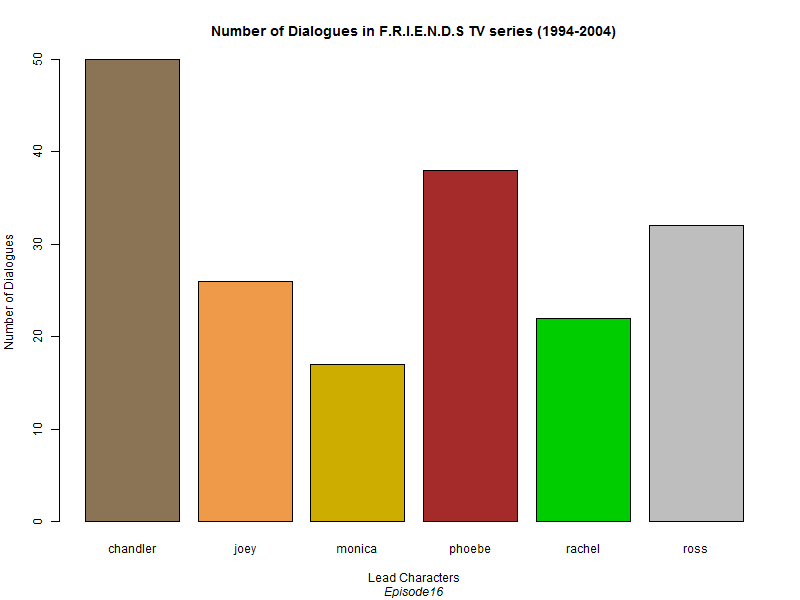 Number of Dialogues in F.R.I.E.N.D.S TV series (1994-2004)
Number of Dialogues
50
40
30
20
10
0
chandler joey monica phoebe rachel ross
Lead Characters
Episode16